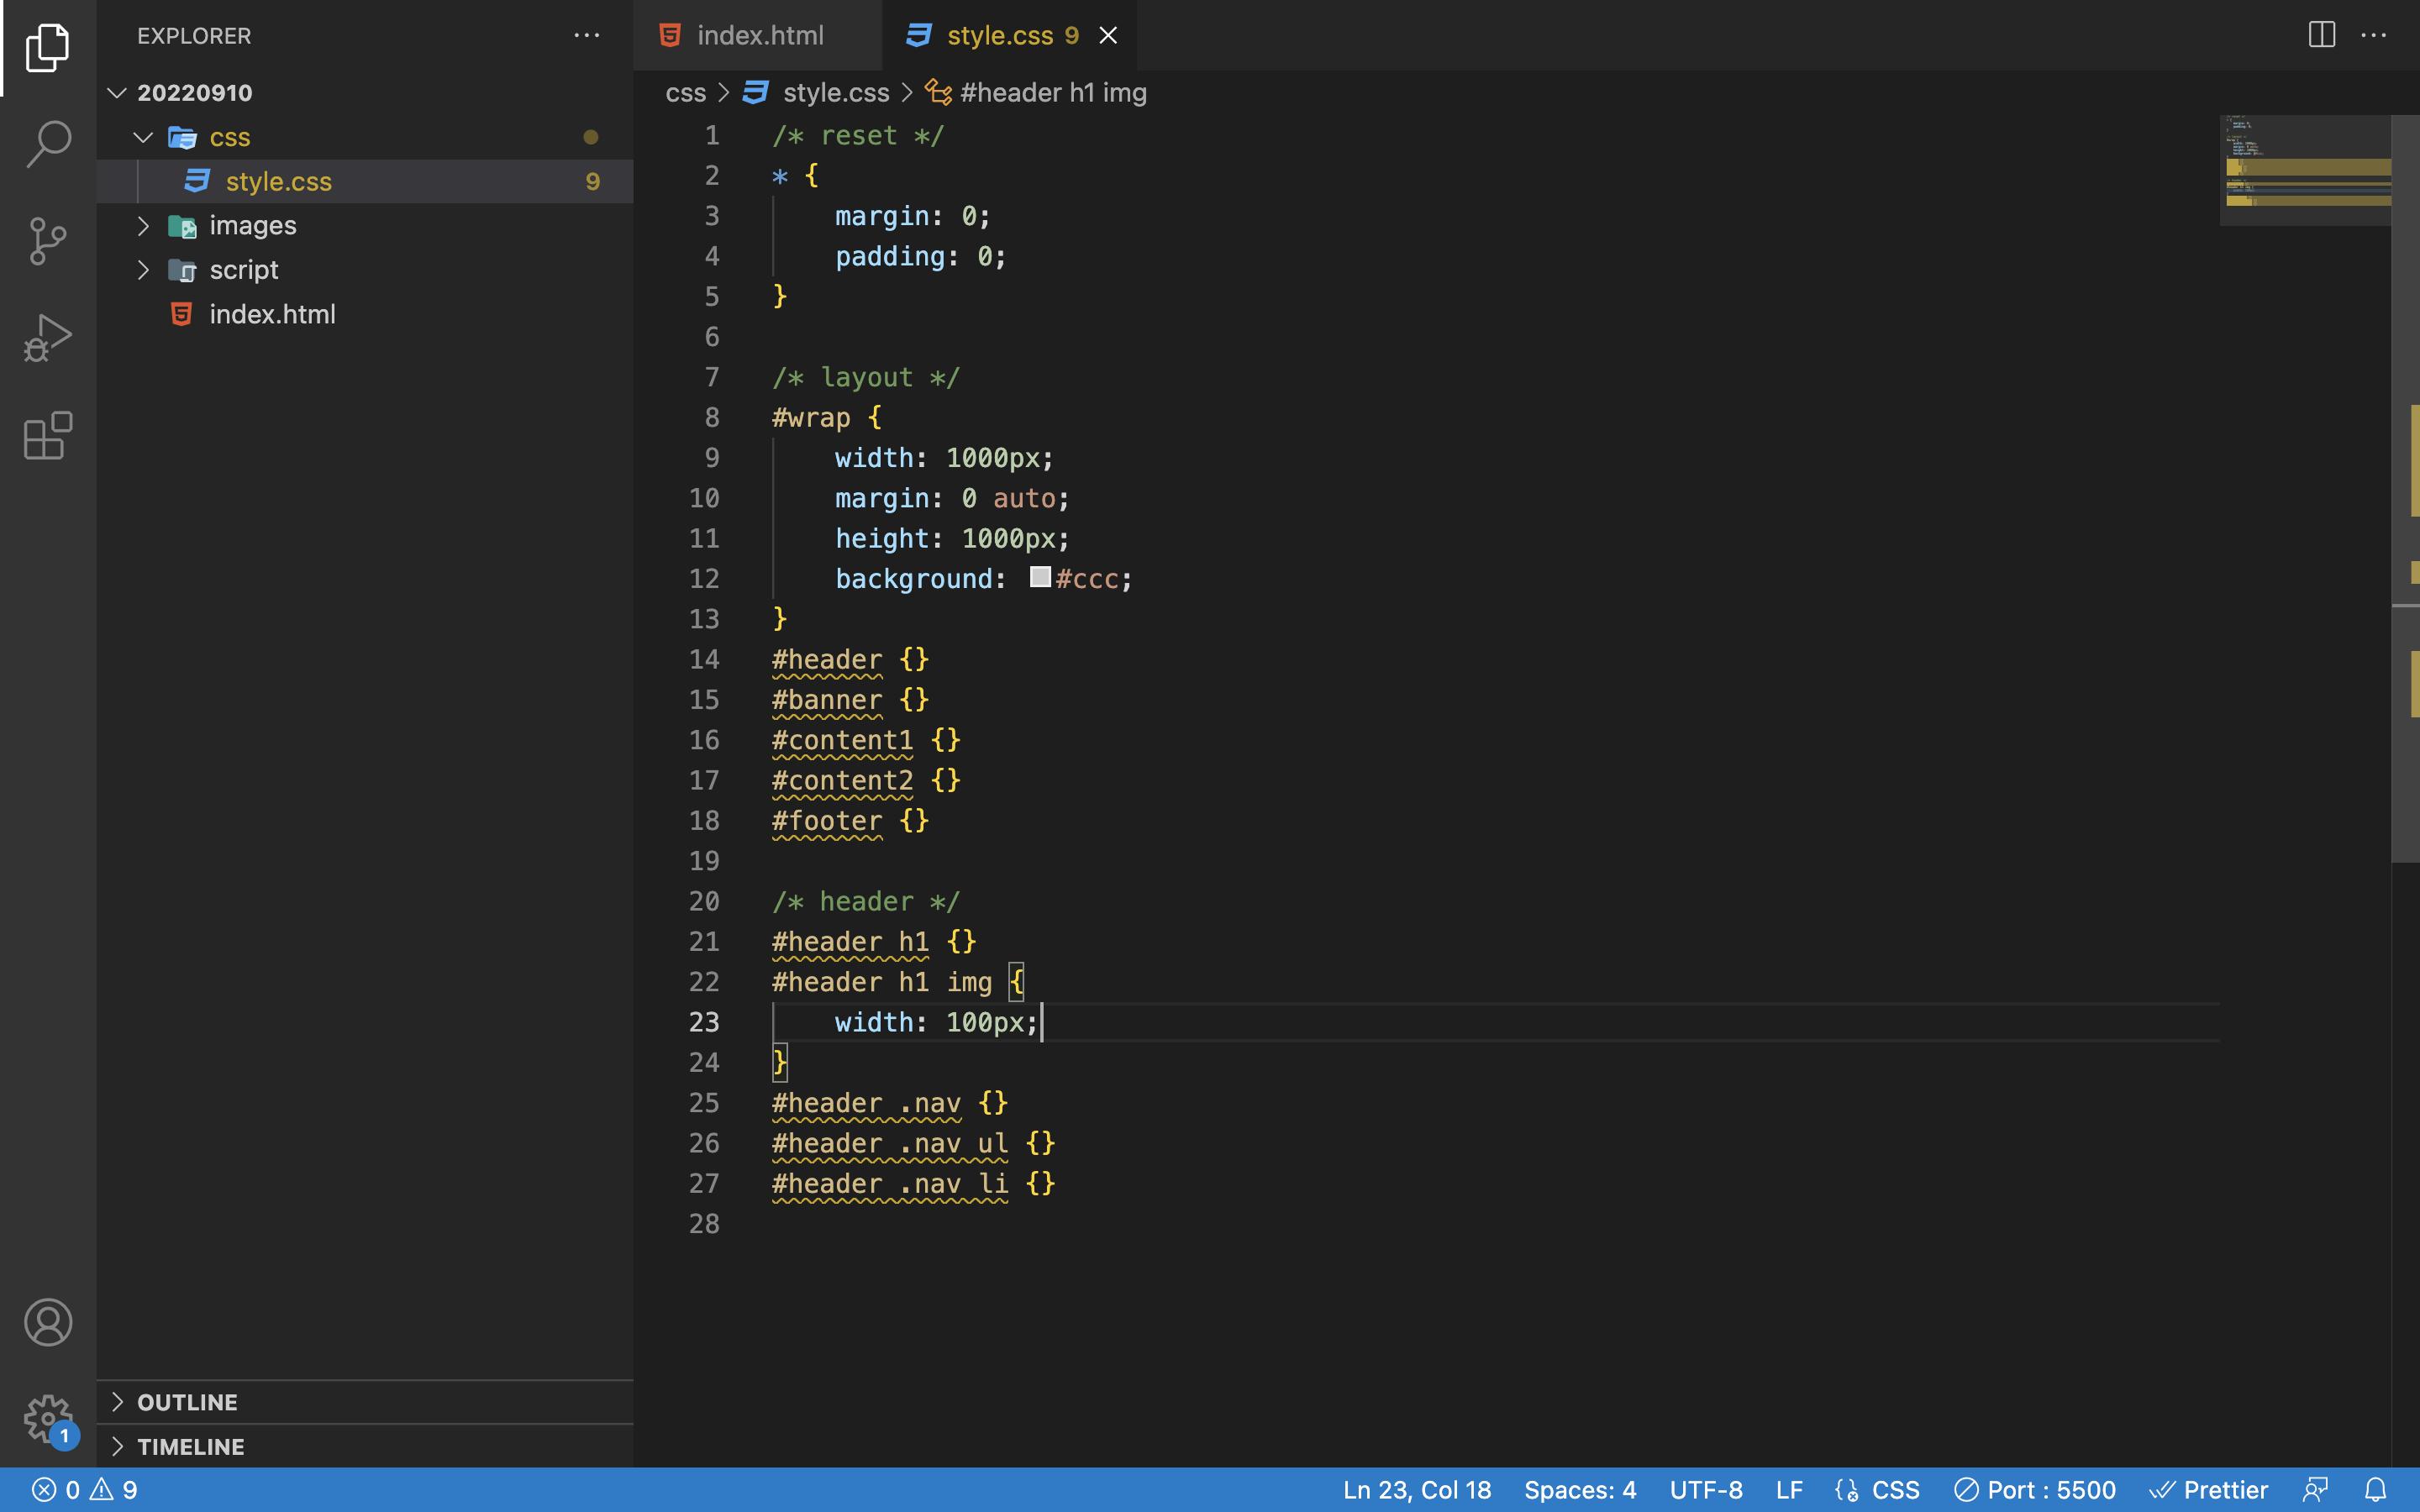 EXPLORER
20220910
css
style.css 9
images
script
index.html
OUTLINE
TIMELINE
index.html
style.css 9
css > style.css > #header h1 img
1 /* reset */
2 * {
3 margin: 0;
4 padding: 0;
5 }
6
7 /* layout */
8 #wrap {
9 width: 1000px;
10 margin: 0 auto;
11 height: 1000px;
12 background: #ccc;
13 }
14 #header {}
15 #banner {}
16 #content1 {}
17 #content2 {}
18 #footer {}
19
20 /* header */
21 #header h1 {}
22 #header h1 img {
23 width: 100px;
24 }
25 #header .nav {}
26 #header .nav ul {}
27 #header .nav li {}
28
1
0 9 Ln 23, Col 18 Spaces: 4 UTF-8 LF CSS Port : 5500 Prettier